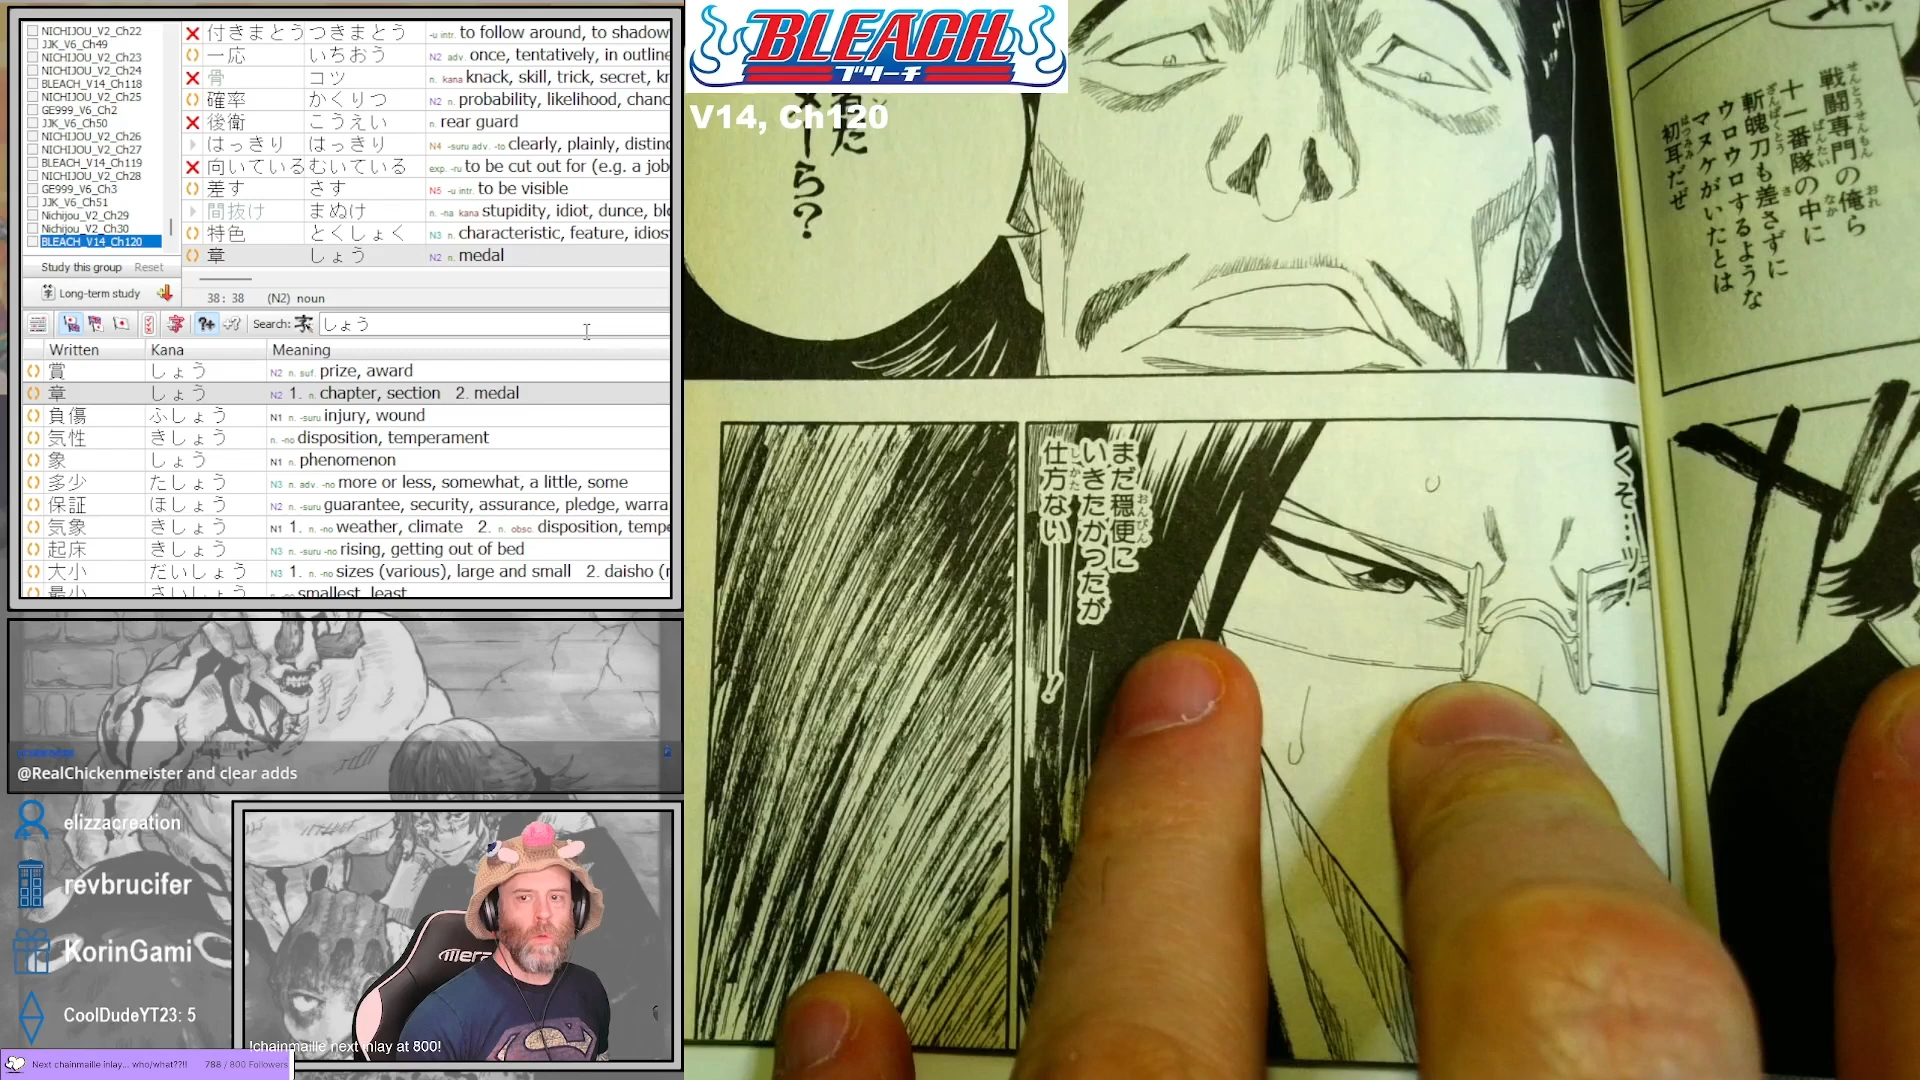 NICHIJOU_V2_Ch22
JJK_V6_Ch49
NICHIJOU_V2_Ch23
NICHIJOU_V2_Ch24
BLEACH_V14_Ch118
NICHIJOU_V2_Ch25
GE999_V6_Ch2
JJK_V6_Ch50
NICHIJOU_V2_Ch26
NICHIJOU_V2_Ch27
BLEACH_V14_Ch119
NICHIJOU_V2_Ch28
GE999_V6_Ch3
JJK_V6_Ch51
Nichijou_V2_Ch29
Nichijou_V2_Ch30
BLEACH_V14_Ch120
Study this group Reset
Long-term study
付きまとう つきまとう -u intr. to follow around, to shadow
一応 いちおう N2 adv. once, tentatively, in outline
骨 コツ n. kana knack, skill, trick, secret, kr
確率 かくりつ N2 n. probability, likelihood, chanc
後衛 こうえい n. rear guard
はっきり はっきり N4 -suru adv. -to clearly, plainly, distinc
向いている むいている exp. -ru to be cut out for (e.g. a job
差す さす N5 -u intr. to be visible
間抜け まぬけ n. -na kana stupidity, idiot, dunce, blo
特色 とくしょく N3 n. characteristic, feature, idios
章 しょう N2 n. medal
38: 38 (N2) noun
Search: しょう
Written Kana Meaning
賞 しょう N2 n. suf. prize, award
章 しょう N2 1. n. chapter, section 2. medal
負傷 ふしょう N1 n. -suru injury, wound
気性 きしょう n. -no disposition, temperament
象 しょう N1 n. phenomenon
多少 たしょう N3 n. adv. -no more or less, somewhat, a little, some
保証 ほしょう N2 n. -suru guarantee, security, assurance, pledge, warra
気象 きしょう N1 1. n. -no weather, climate 2. n. obsc. disposition, tempe
起床 きしょう N3 n. -suru -no rising, getting out of bed
大小 だいしょう N3 1. n. -no sizes (various), large and small 2. daisho (r
最小 さいしょう smallest, least
@RealChickenmeister and clear adds
elizzacreation
revbrucifer
KorinGami
CoolDudeYT23: 5
Next chainmaille inlay... who/what??!! 788 / 800 Followers
!chainmaille next inlay at 800!
BLEACH
ブリーチ
V14, Ch120
戦闘専門の俺ら
十一番隊の中に
斬魄刀も差さずに
ウロウロするような
マヌケがいたとは
初耳だぜ
くそ…ッ!
まだ穏便に
いきたかったが
仕方ない──!